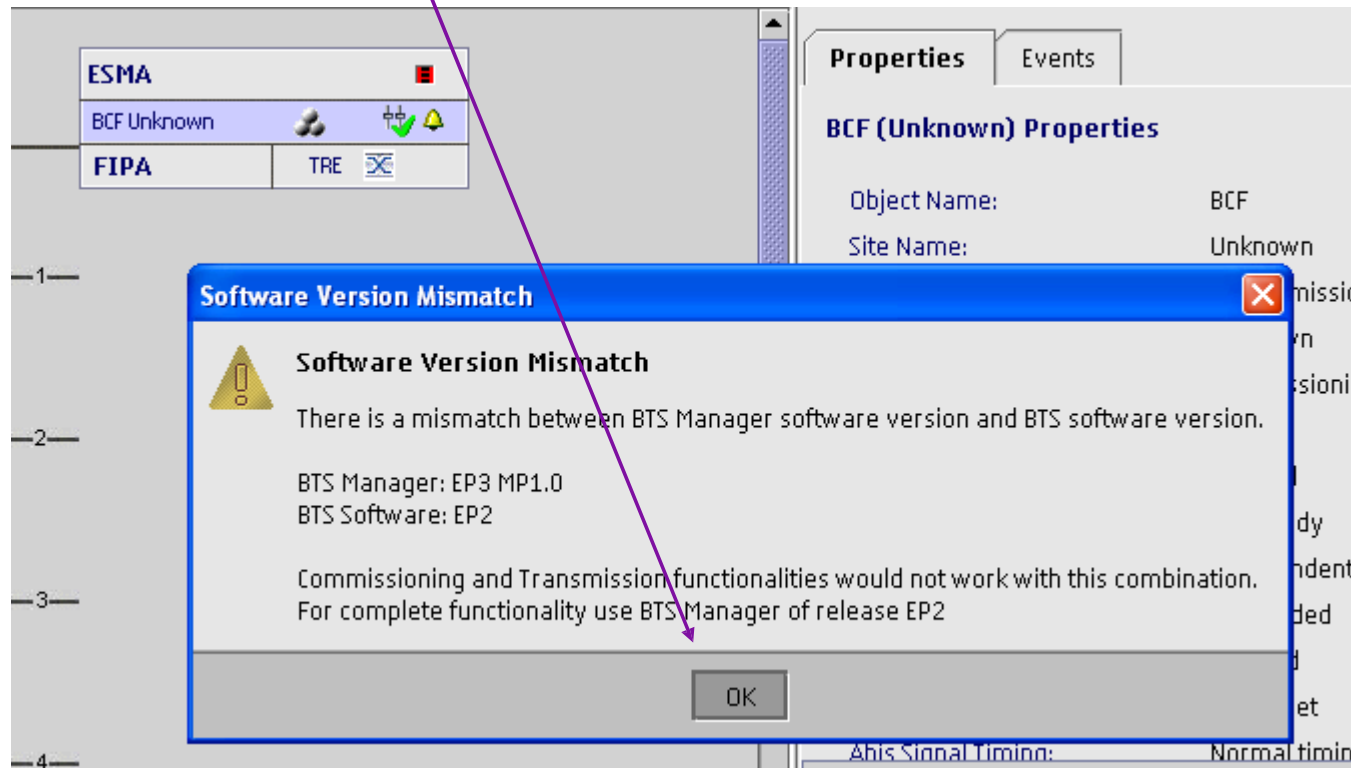 ESMA
BCF Unknown
FIPA TRE
1
2
3
4
Properties Events
BCF (Unknown) Properties
Object Name: BCF
Site Name: Unknown
Software Version Mismatch
Software Version Mismatch
There is a mismatch between BTS Manager software version and BTS software version.
BTS Manager: EP3 MP1.0
BTS Software: EP2
Commissioning and Transmission functionalities would not work with this combination.
For complete functionality use BTS Manager of release EP2
OK
Abis Signal Timing: Normal